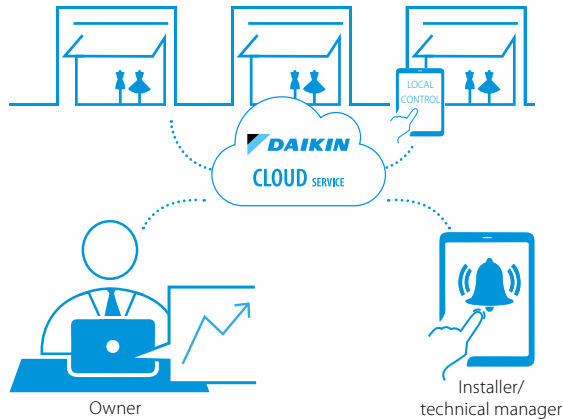 LOCAL
CONTROL
DAIKIN
CLOUD SERVICE
Owner
Installer/
technical manager